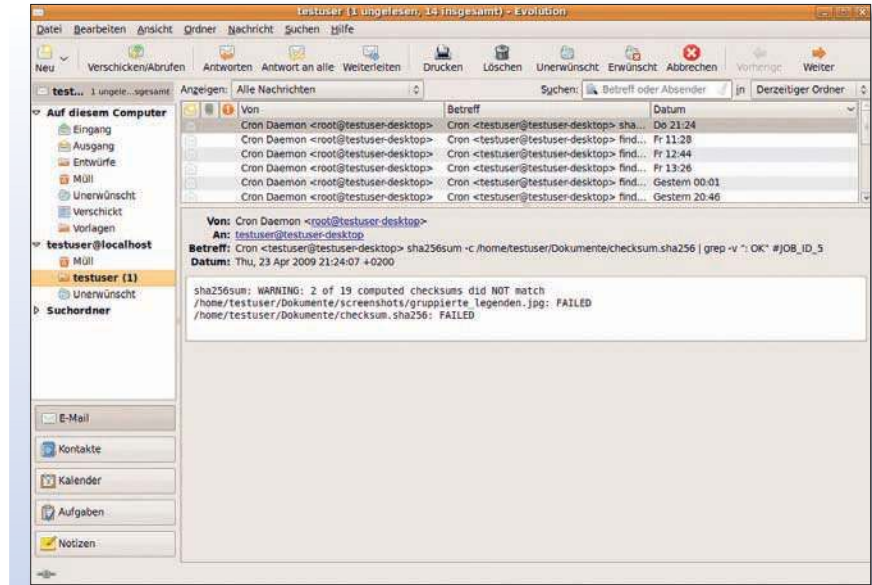 testuser (1 ungelesen, 14 insgesamt) - Evolution
Datei Bearbeiten Ansicht Ordner Nachricht Suchen Hilfe
Neu Verschicken/Abrufen Antworten Antwort an alle Weiterleiten Drucken Löschen Unerwünscht Erwünscht Abbrechen Vorherige Weiter
test... 1 ungele...sgesamt Anzeigen: Alle Nachrichten Suchen: Betreff oder Absender in Derzeitiger Ordner
Auf diesem Computer
Eingang
Ausgang
Entwürfe
Müll
Unerwünscht
Verschickt
Vorlagen
testuser@localhost
Müll
testuser (1)
Unerwünscht
Suchordner
E-Mail
Kontakte
Kalender
Aufgaben
Notizen
Von Betreff Datum
Cron Daemon <root@testuser-desktop> Cron <testuser@testuser-desktop> sha... Do 21:24
Cron Daemon <root@testuser-desktop> Cron <testuser@testuser-desktop> find... Fr 11:28
Cron Daemon <root@testuser-desktop> Cron <testuser@testuser-desktop> find... Fr 12:44
Cron Daemon <root@testuser-desktop> Cron <testuser@testuser-desktop> find... Fr 13:26
Cron Daemon <root@testuser-desktop> Cron <testuser@testuser-desktop> find... Gestern 00:01
Cron Daemon <root@testuser-desktop> Cron <testuser@testuser-desktop> find... Gestern 20:46
Von: Cron Daemon <root@testuser-desktop>
An: testuser@testuser-desktop
Betreff: Cron <testuser@testuser-desktop> sha256sum -c /home/testuser/Dokumente/checksum.sha256 | grep -v ": OK" #JOB_ID_5
Datum: Thu, 23 Apr 2009 21:24:07 +0200
sha256sum: WARNING: 2 of 19 computed checksums did NOT match
/home/testuser/Dokumente/screenshots/gruppierte_legenden.jpg: FAILED
/home/testuser/Dokumente/checksum.sha256: FAILED